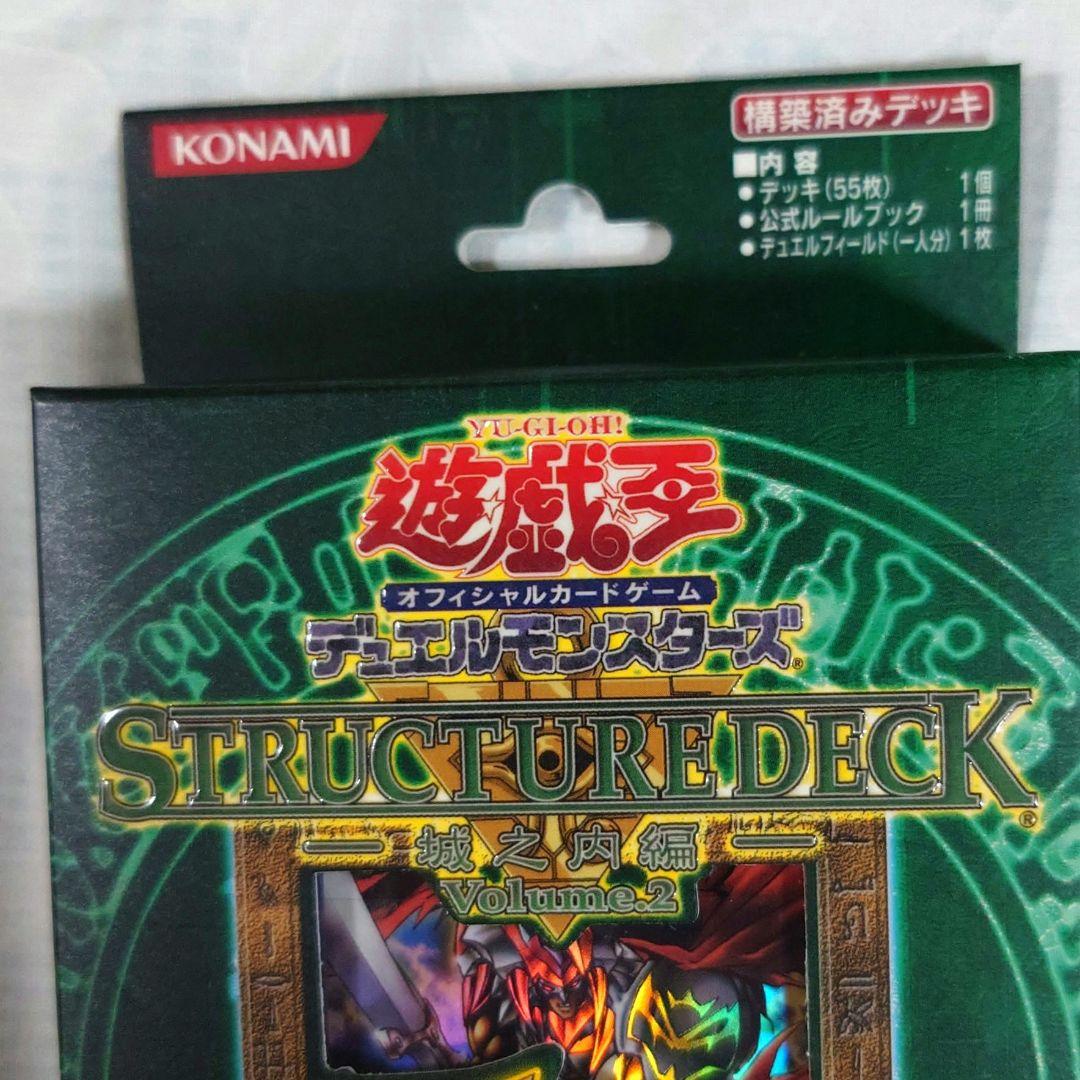 KONAMI
構築済みデッキ
■内容
●デッキ(55枚) 1個
●公式ルールブック 1冊
●デュエルフィールド(一人分) 1枚
YU-GI-OH!
遊☆戯☆王
オフィシャルカードゲーム
デュエルモンスターズ®
STRUCTURE DECK®
城之内編
Volume.2